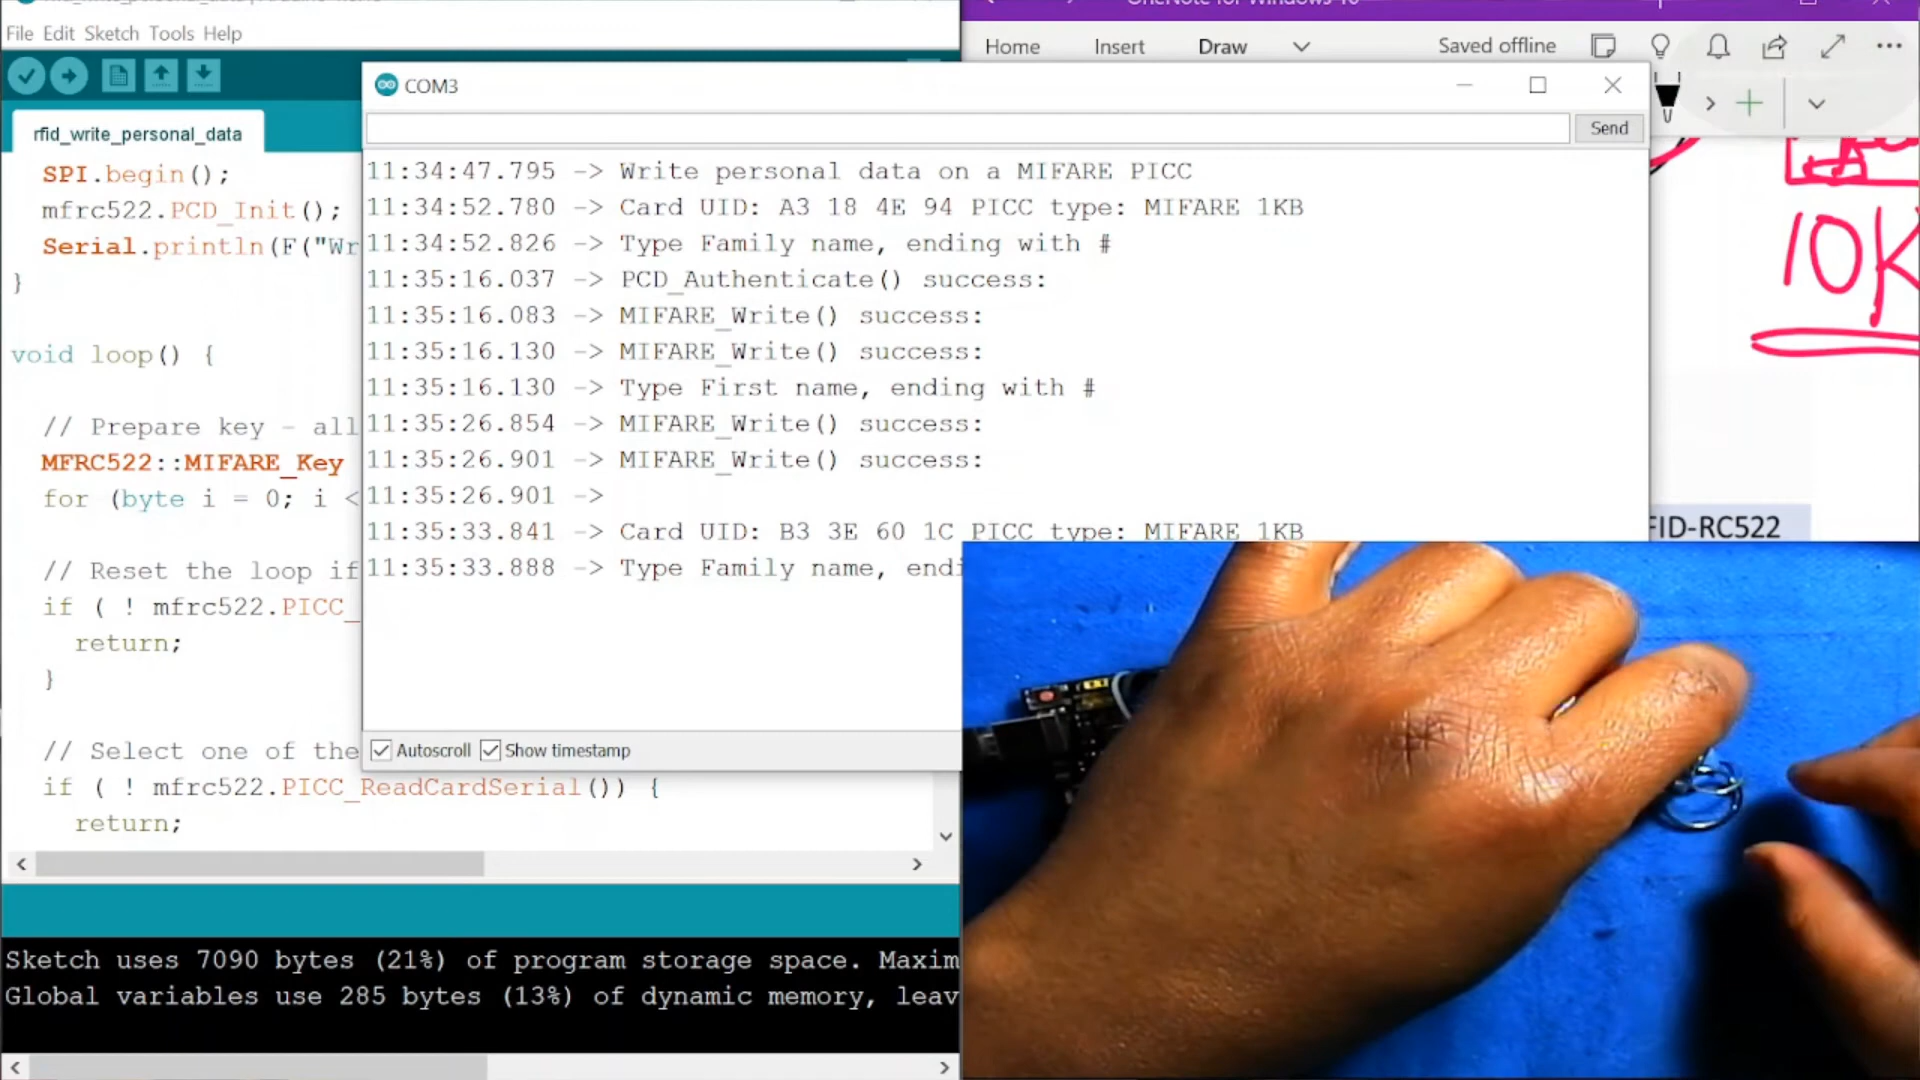 File Edit Sketch Tools Help
rfid_write_personal_data
SPI.begin();
mfrc522.PCD_Init();
Serial.println(F("Wr
}
void loop() {
// Prepare key - all
MFRC522::MIFARE_Key
for (byte i = 0; i <
// Reset the loop if
if ( ! mfrc522.PICC_
return;
}
// Select one of the
if ( ! mfrc522.PICC_ReadCardSerial()) {
return;
Sketch uses 7090 bytes (21%) of program storage space. Maxim
Global variables use 285 bytes (13%) of dynamic memory, leav
COM3
Send
11:34:47.795 -> Write personal data on a MIFARE PICC
11:34:52.780 -> Card UID: A3 18 4E 94 PICC type: MIFARE 1KB
11:34:52.826 -> Type Family name, ending with #
11:35:16.037 -> PCD_Authenticate() success:
11:35:16.083 -> MIFARE_Write() success:
11:35:16.130 -> MIFARE_Write() success:
11:35:16.130 -> Type First name, ending with #
11:35:26.854 -> MIFARE_Write() success:
11:35:26.901 -> MIFARE_Write() success:
11:35:26.901 ->
11:35:33.841 -> Card UID: B3 3E 60 1C PICC type: MIFARE 1KB
11:35:33.888 -> Type Family name, endi
Autoscroll Show timestamp
Home Insert Draw Saved offline
10K
FID-RC522